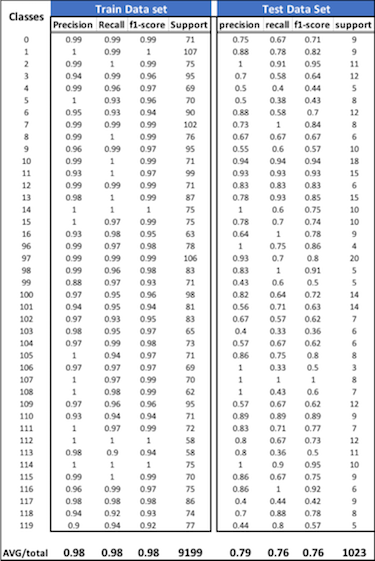 Classes Train Data set Test Data Set
Precision Recall f1-score Support precision recall f1-score support
0 0.99 0.99 0.99 71 0.75 0.67 0.71 9
1 1 0.99 1 107 0.88 0.78 0.82 9
2 0.99 1 0.99 75 1 0.91 0.95 11
3 0.94 0.99 0.96 95 0.7 0.58 0.64 12
4 0.99 0.96 0.97 69 0.5 0.4 0.44 5
5 1 0.93 0.96 70 0.5 0.38 0.43 8
6 0.95 0.93 0.94 90 0.88 0.58 0.7 12
7 0.99 0.99 0.99 102 0.73 1 0.84 8
8 0.99 1 0.99 76 0.67 0.67 0.67 6
9 0.96 0.99 0.97 95 0.55 0.6 0.57 10
10 0.99 1 0.99 71 0.94 0.94 0.94 18
11 0.93 1 0.97 99 0.93 0.93 0.93 15
12 0.99 0.99 0.99 71 0.83 0.83 0.83 6
13 0.98 1 0.99 87 0.78 0.93 0.85 15
14 1 1 1 75 1 0.6 0.75 10
15 1 0.97 0.99 75 0.78 0.7 0.74 10
16 0.93 0.98 0.95 63 0.64 1 0.78 9
96 0.99 0.97 0.98 78 1 0.75 0.86 4
97 0.99 0.99 0.99 106 0.93 0.7 0.8 20
98 0.99 0.96 0.98 83 0.83 1 0.91 5
99 0.88 0.97 0.93 71 0.43 0.6 0.5 5
100 0.97 0.95 0.96 98 0.82 0.64 0.72 14
101 0.94 0.95 0.94 81 0.56 0.71 0.63 14
102 0.97 0.93 0.95 83 0.67 0.57 0.62 7
103 0.98 0.95 0.97 65 0.4 0.33 0.36 6
104 0.97 0.99 0.98 73 0.57 0.67 0.62 6
105 1 0.94 0.97 71 0.86 0.75 0.8 8
106 0.97 0.97 0.97 69 1 0.33 0.5 3
107 1 0.97 0.99 70 1 1 1 8
108 1 0.98 0.99 62 1 0.43 0.6 7
109 0.97 0.96 0.96 95 0.57 0.67 0.62 12
110 0.93 0.94 0.94 71 0.89 0.89 0.89 9
111 1 0.97 0.99 72 0.83 0.71 0.77 7
112 1 1 1 58 0.8 0.67 0.73 12
113 0.98 0.9 0.94 58 0.8 0.36 0.5 11
114 1 1 1 75 1 0.9 0.95 10
115 0.99 1 0.99 70 0.86 0.67 0.75 9
116 0.96 0.99 0.97 75 0.86 1 0.92 6
117 0.98 0.98 0.98 86 0.4 0.44 0.42 9
118 0.94 0.92 0.93 74 0.7 0.88 0.78 8
119 0.9 0.94 0.92 77 0.44 0.8 0.57 5
AVG/total 0.98 0.98 0.98 9199 0.79 0.76 0.76 1023